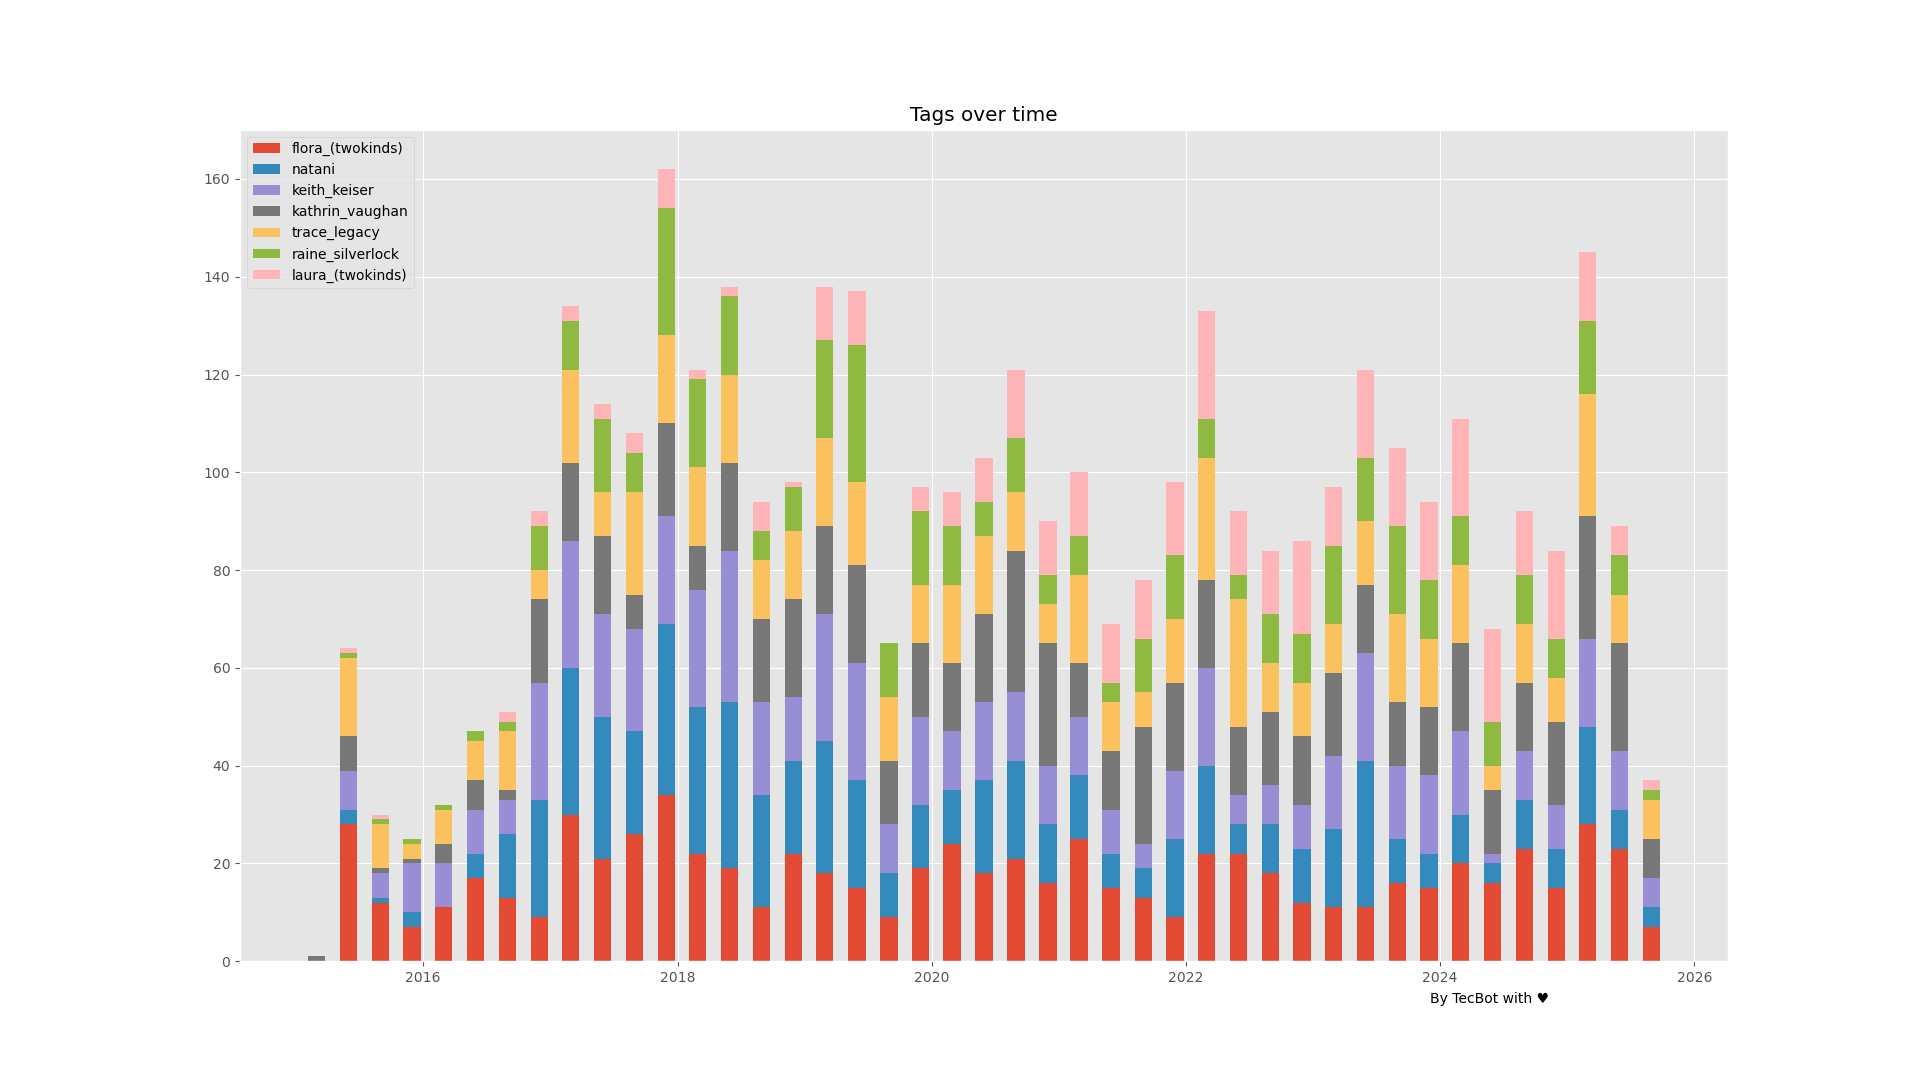 Tags over time
flora_(twokinds)
natani
keith_keiser
kathrin_vaughan
trace_legacy
raine_silverlock
laura_(twokinds)
160
140
120
100
80
60
40
20
0
2016 2018 2020 2022 2024 2026
By TecBot with ♥